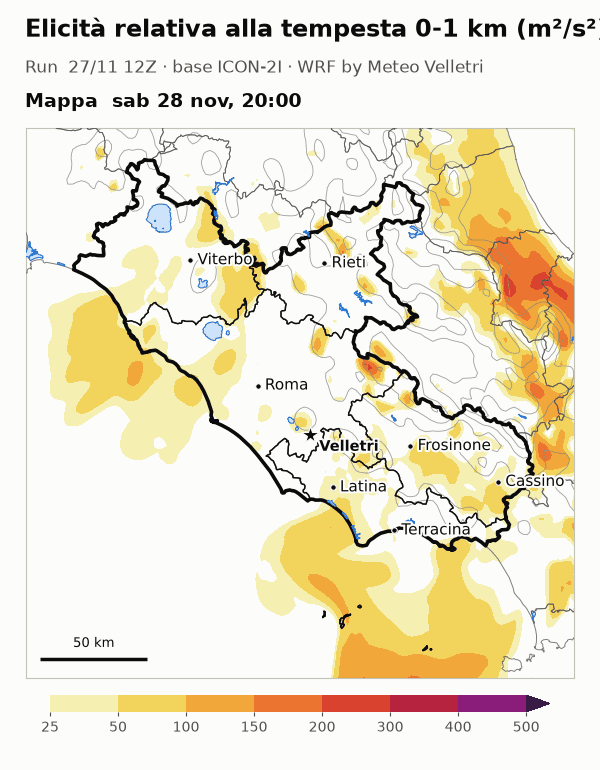 Elicità relativa alla tempesta 0-1 km (m²/s²)
Run 27/11 12Z · base ICON-2I · WRF by Meteo Velletri
Mappa sab 28 nov, 20:00
Viterbo
Rieti
Roma
Velletri
Frosinone
Cassino
Latina
Terracina
50 km
25 50 100 150 200 300 400 500